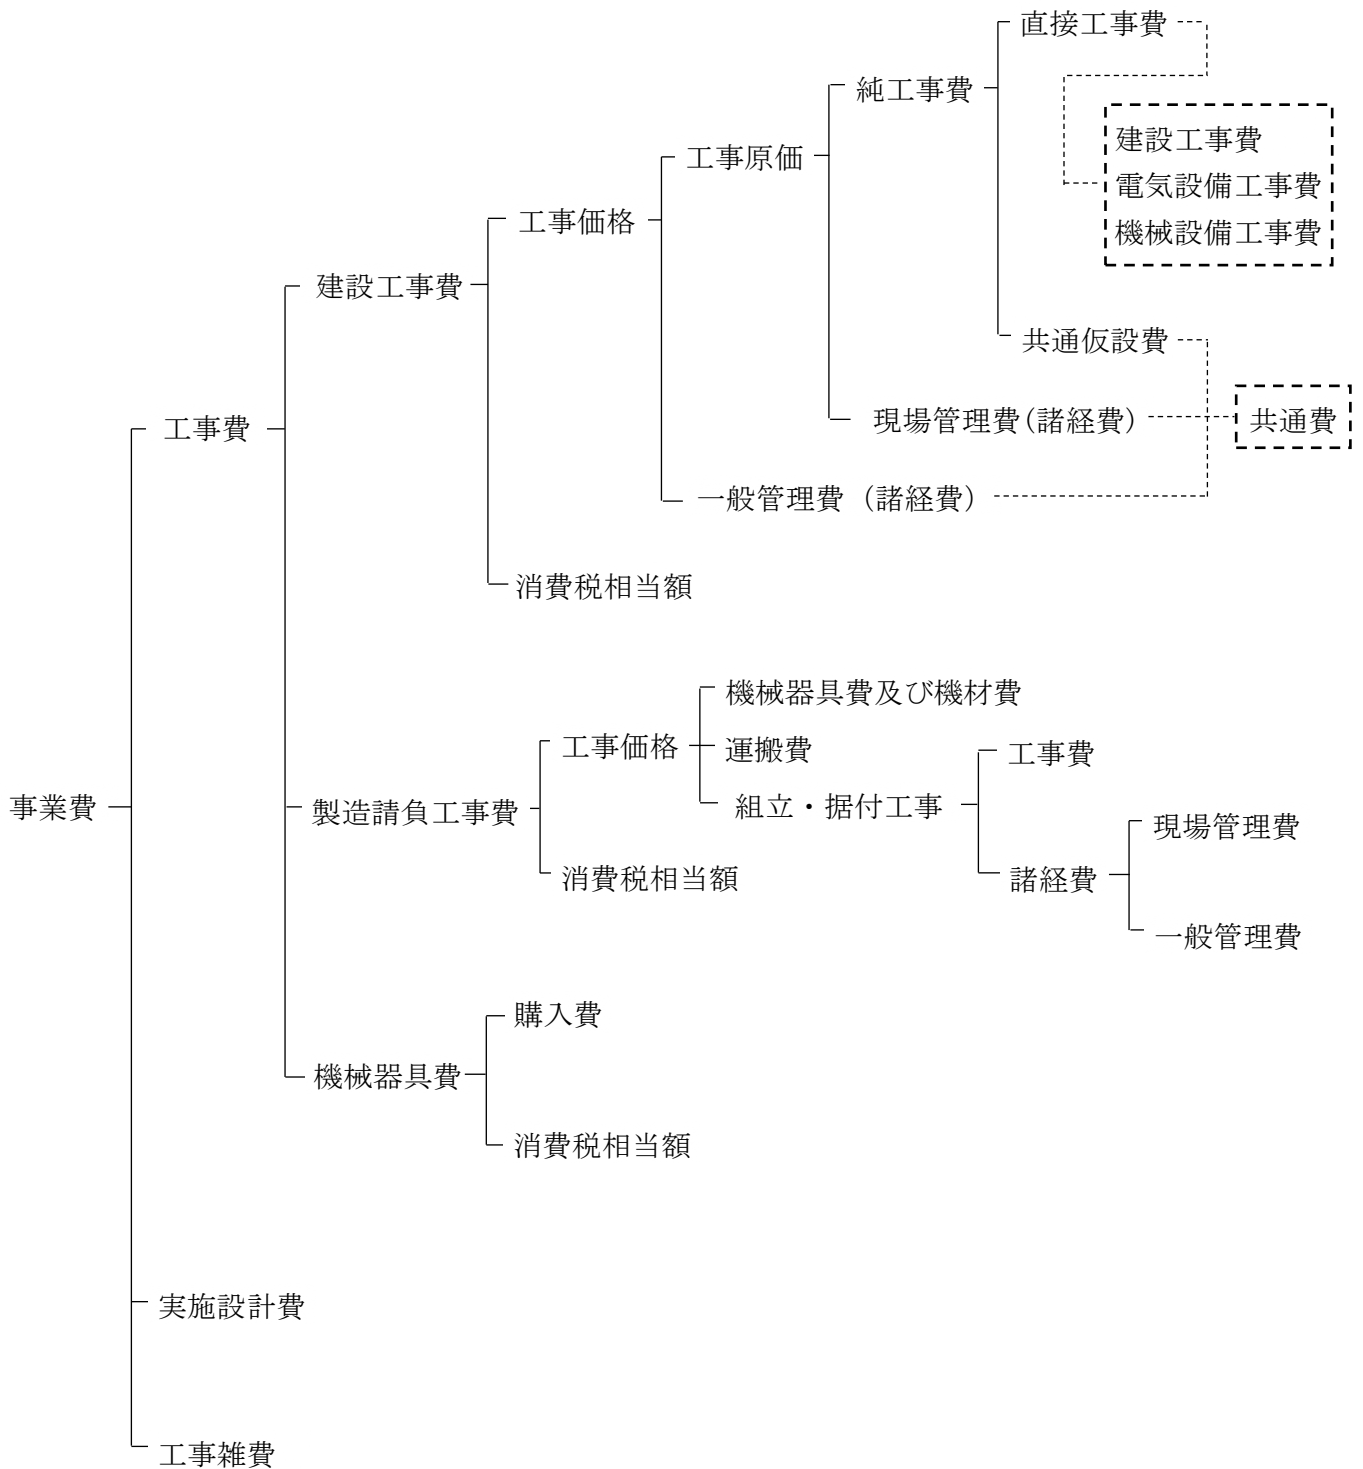 直接工事費
純工事費
建設工事費
電気設備工事費
機械設備工事費
工事原価
工事価格
建設工事費
共通仮設費
現場管理費(諸経費)
共通費
工事費
一般管理費（諸経費）
消費税相当額
機械器具費及び機材費
工事価格
運搬費
工事費
事業費
製造請負工事費
組立・据付工事
現場管理費
消費税相当額
諸経費
一般管理費
購入費
機械器具費
消費税相当額
実施設計費
工事雑費